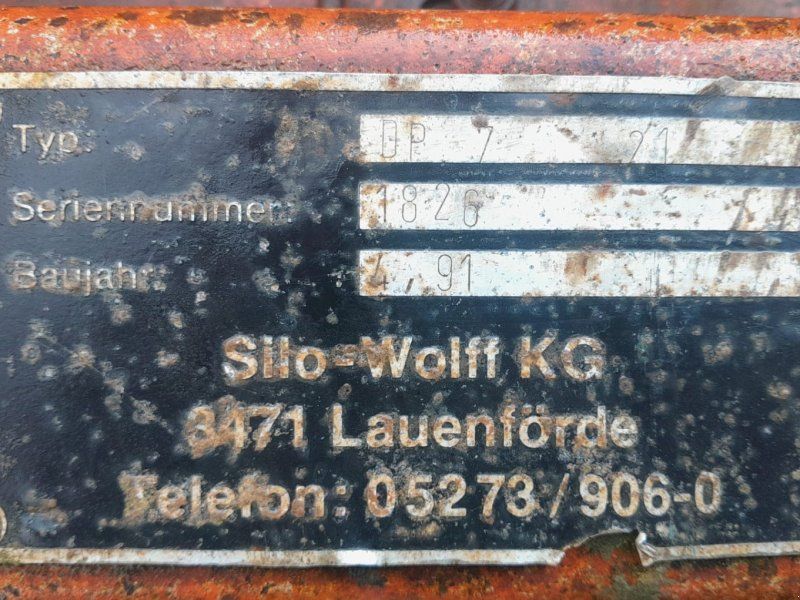 Typ: DP 7 21
Seriennummer: 1826
Baujahr: 4,91
Silo-Wolff KG
3471 Lauenförde
Telefon: 05273/906-0